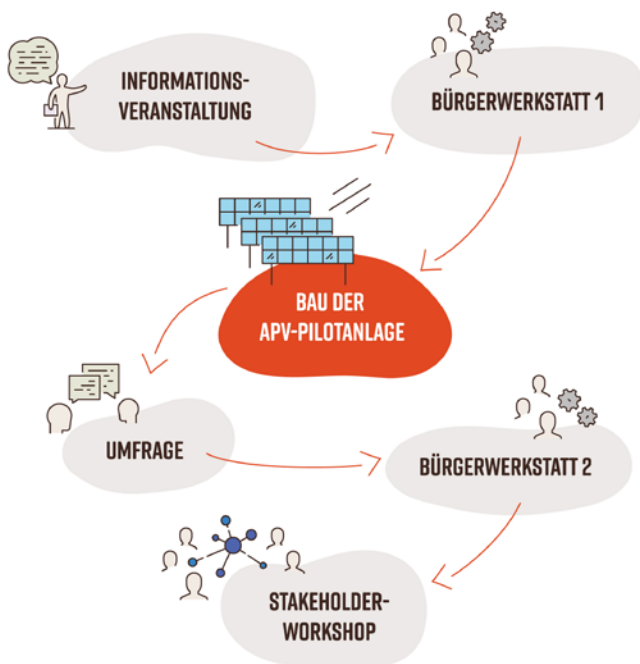 INFORMATIONS-
VERANSTALTUNG
BÜRGERWERKSTATT 1
BAU DER
APV-PILOTANLAGE
UMFRAGE
BÜRGERWERKSTATT 2
STAKEHOLDER-
WORKSHOP